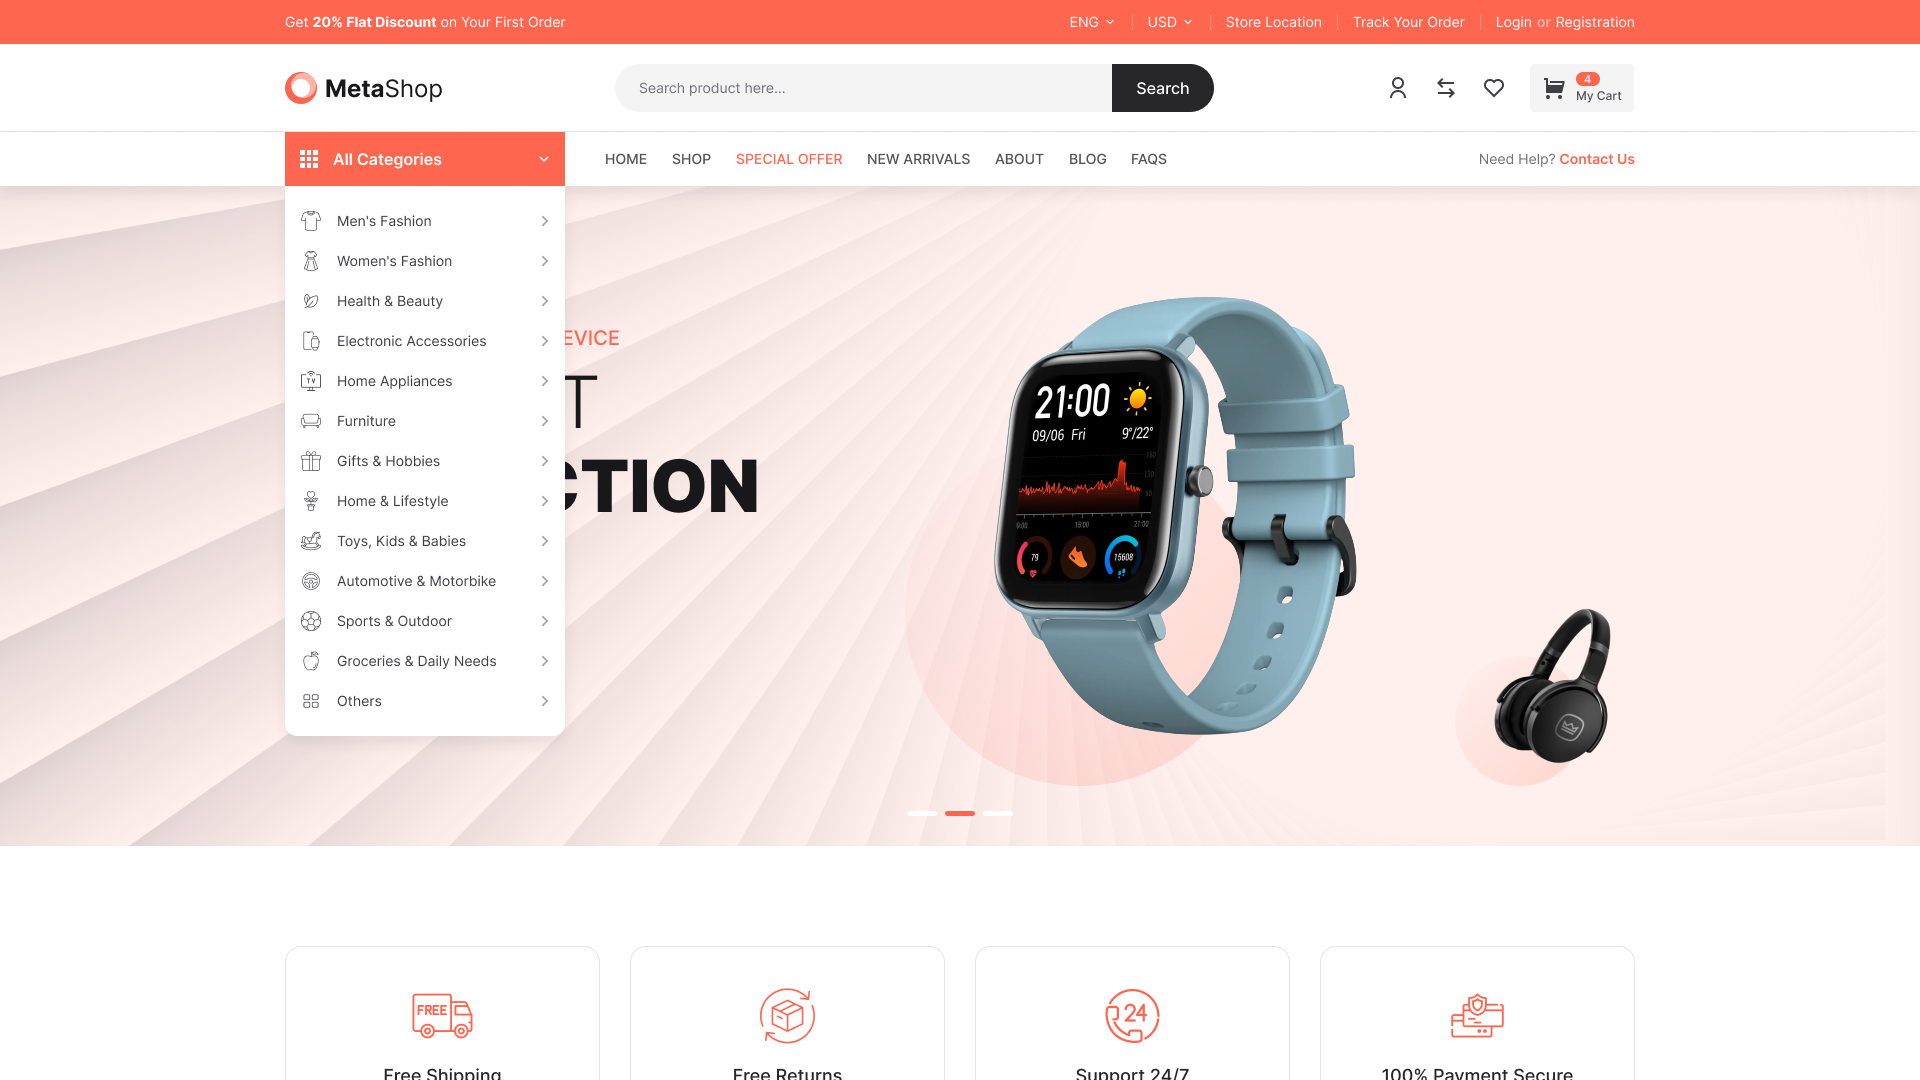 Get 20% Flat Discount on Your First Order
ENG
USD
Store Location
Track Your Order
Login or Registration
MetaShop
Search product here...
Search
4
My Cart
All Categories
HOME
SHOP
SPECIAL OFFER
NEW ARRIVALS
ABOUT
BLOG
FAQS
Need Help? Contact Us
Men's Fashion
Women's Fashion
Health & Beauty
Electronic Accessories
TV
Home Appliances
Furniture
Gifts & Hobbies
Home & Lifestyle
Toys, Kids & Babies
Automotive & Motorbike
Sports & Outdoor
Groceries & Daily Needs
Others
EVICE
T
CTION
21:00
09/06 Fri
9°/22°
160
130
60
15:00
21:00
79
15608
FREE
Free Shipping
Free Returns
24
Support 24/7
100% Payment Secure